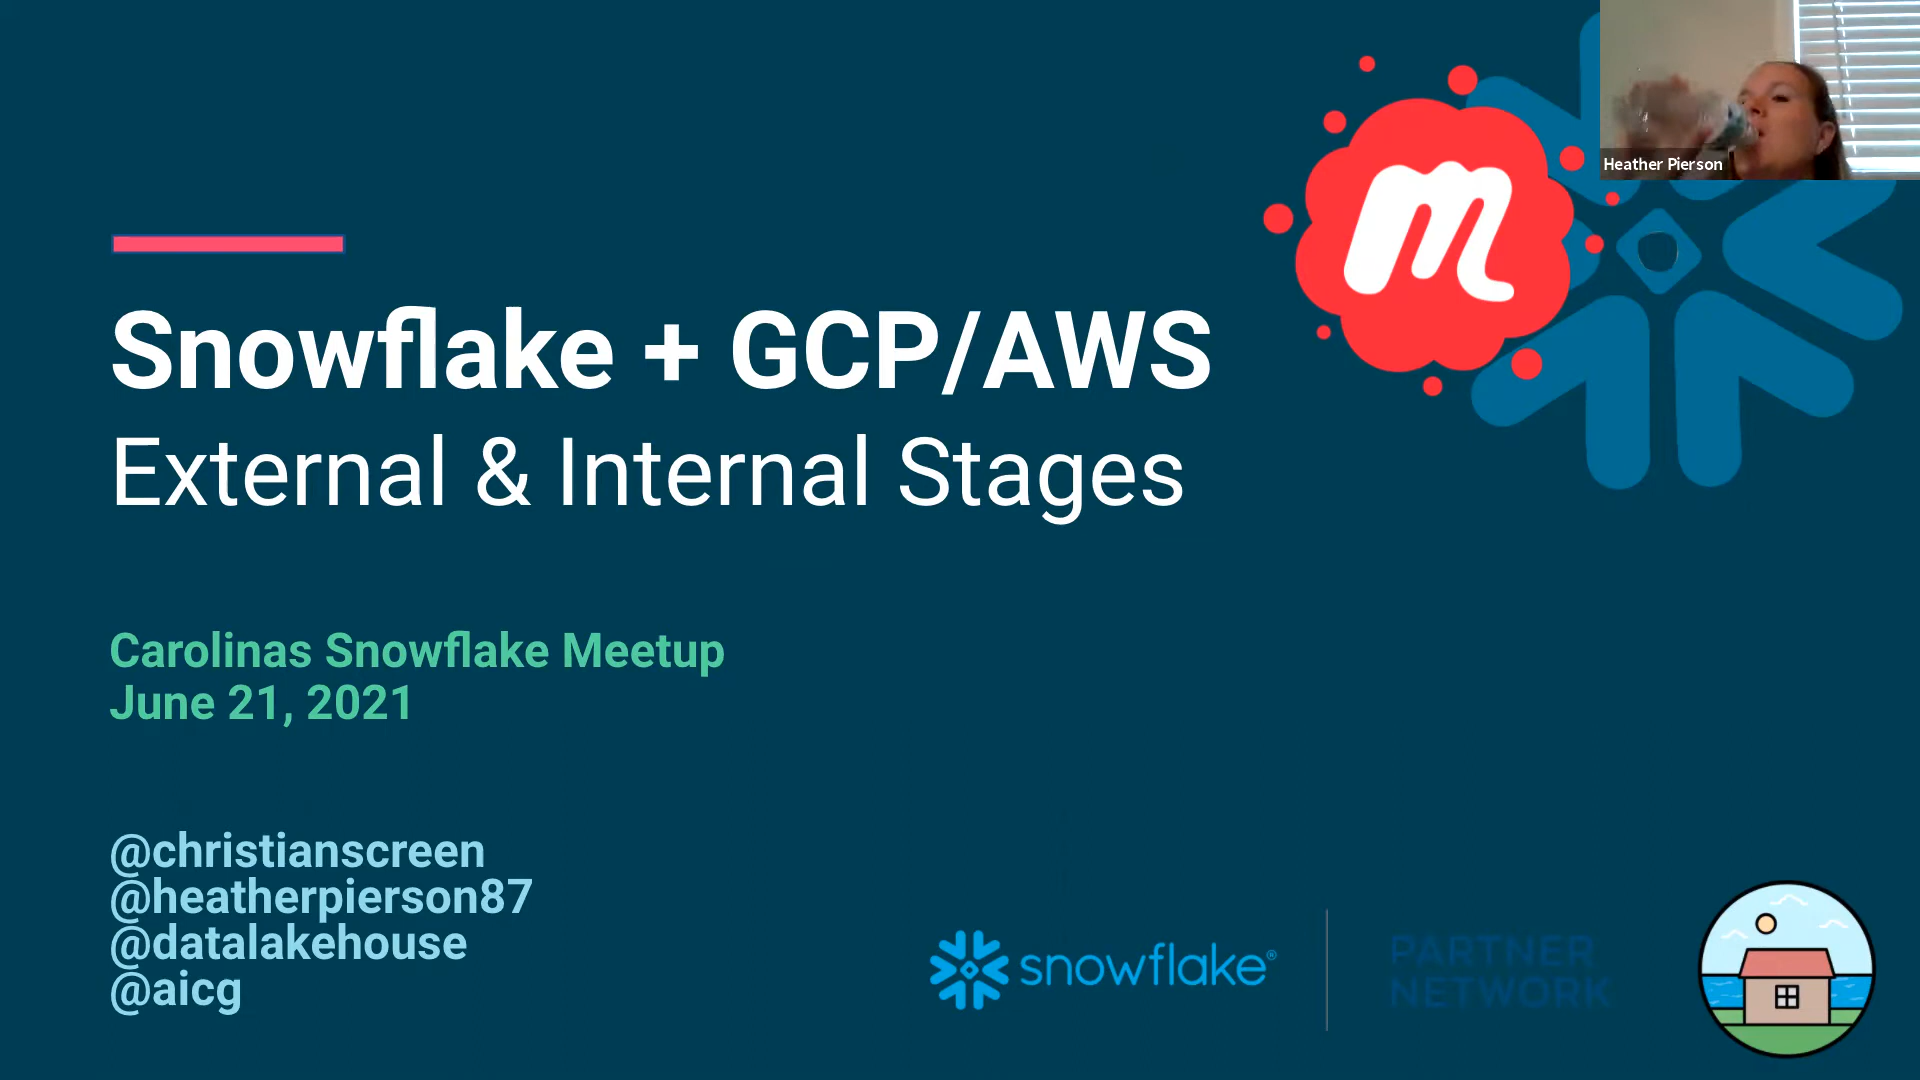 Heather Pierson
m
Snowflake + GCP/AWS
External & Internal Stages
Carolinas Snowflake Meetup
June 21, 2021
@christianscreen
@heatherpierson87
@datalakehouse
@aicg
snowflake®
PARTNER
NETWORK